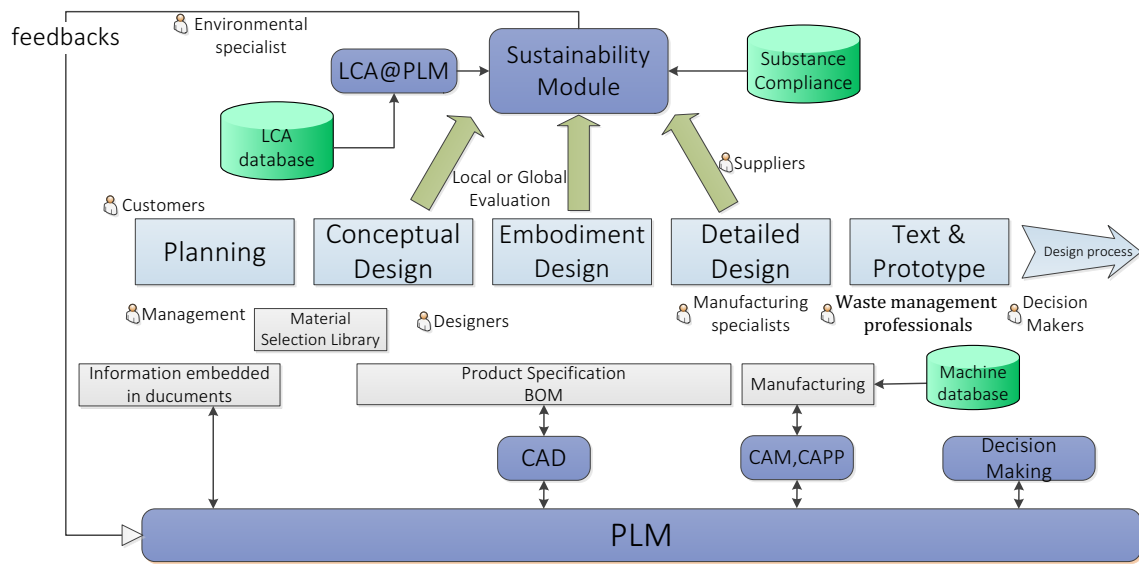 feedbacks
Environmental
specialist
LCA@PLM
Sustainability
Module
Substance
Compliance
LCA
database
Local or Global
Evaluation
Suppliers
Customers
Planning
Conceptual
Design
Embodiment
Design
Detailed
Design
Text &
Prototype
Design process
Management
Material
Selection Library
Designers
Manufacturing
specialists
Waste management
professionals
Decision
Makers
Information embedded
in ducuments
Product Specification
BOM
Manufacturing
Machine
database
CAD
CAM,CAPP
Decision
Making
PLM